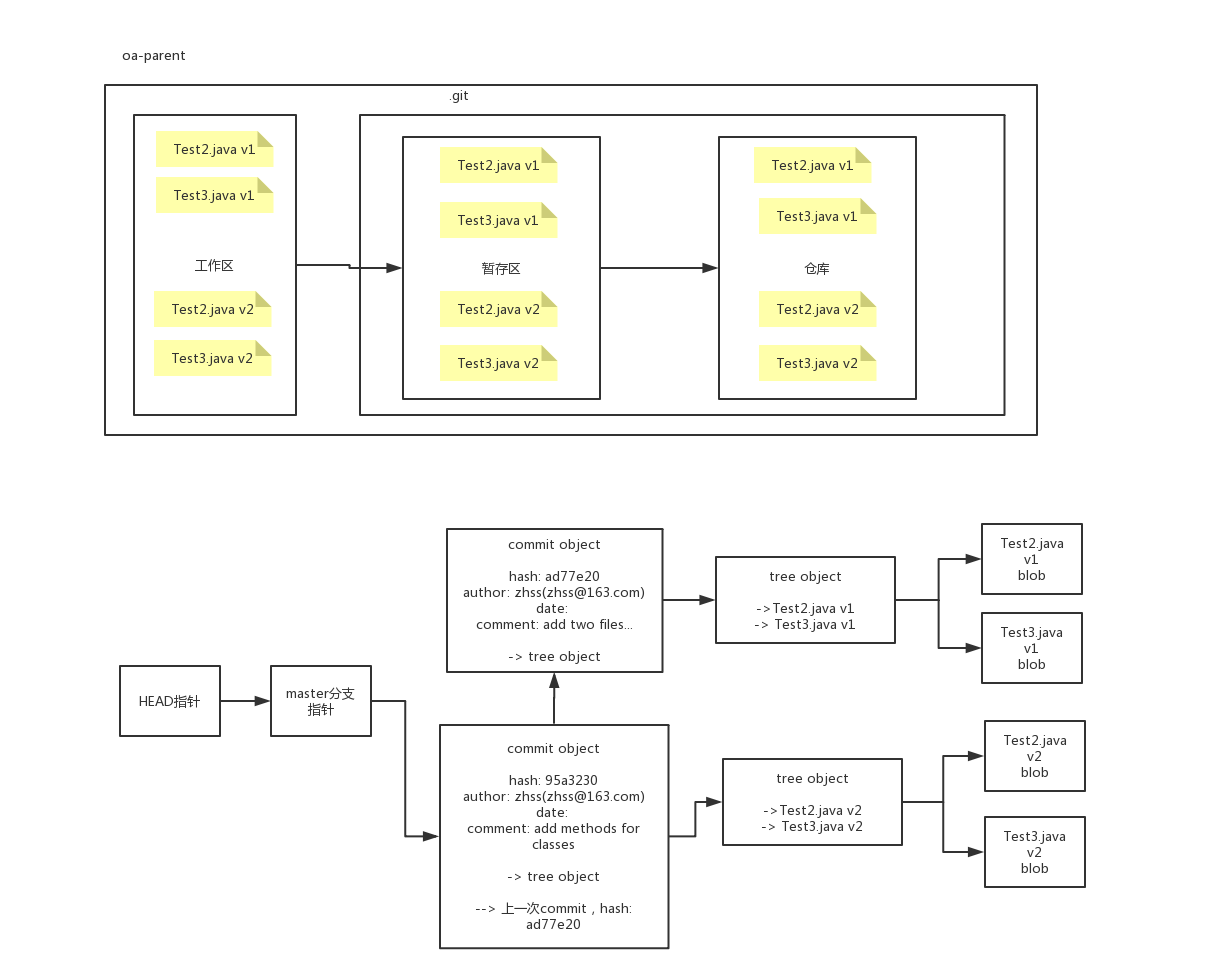 oa-parent
.git
Test2.java v1
Test3.java v1
工作区
Test2.java v2
Test3.java v2
Test2.java v1
Test3.java v1
暂存区
Test2.java v2
Test3.java v2
Test2.java v1
Test3.java v1
仓库
Test2.java v2
Test3.java v2
commit object
hash: ad77e20
author: zhss(zhss@163.com)
date:
comment: add two files...
-> tree object
tree object
->Test2.java v1
-> Test3.java v1
Test2.java
v1
blob
Test3.java
v1
blob
HEAD指针
master分支
指针
commit object
hash: 95a3230
author: zhss(zhss@163.com)
date:
comment: add methods for
classes
-> tree object
--> 上一次commit，hash:
ad77e20
tree object
->Test2.java v2
-> Test3.java v2
Test2.java
v2
blob
Test3.java
v2
blob